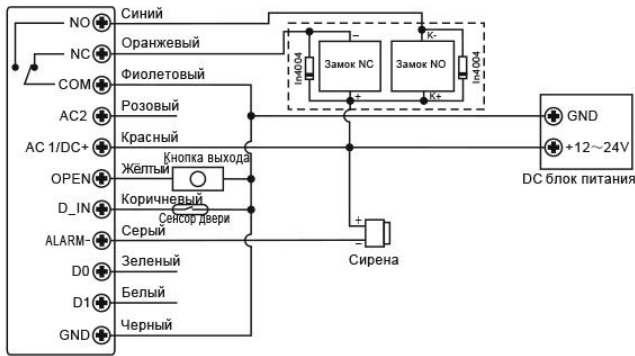 NO Синий
NC Оранжевый
COM Фиолетовый
AC2 Розовый
AC 1/DC+ Красный
OPEN Жёлтый
Кнопка выхода
D_IN Коричневый
Сенсор двери
ALARM- Серый
D0 Зеленый
D1 Белый
GND Черный
In4004
−
Замок NC
+
K-
Замок NO
K+
In4004
GND
+12~24V
DC блок питания
+
−
Сирена